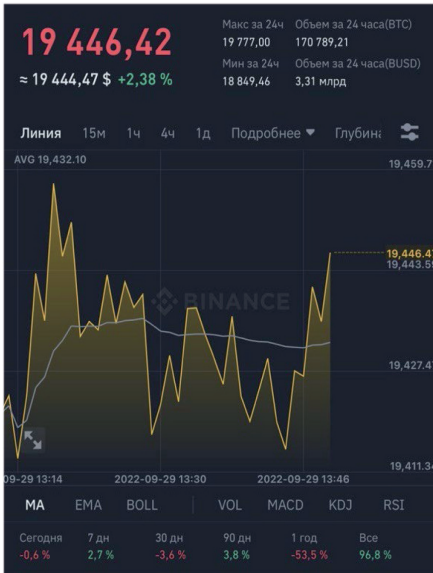 19 446,42
≈ 19 444,47 $ +2,38 %
Макс за 24ч Объем за 24 часа(BTC)
19 777,00 170 789,21
Мин за 24ч Объем за 24 часа(BUSD)
18 849,46 3,31 млрд
Линия 15м 1ч 4ч 1д Подробнее Глубина
AVG 19,432.10
19,459.7
19,446.4
19,443.59
BINANCE
19,427.47
19,411.34
09-29 13:14 2022-09-29 13:30 2022-09-29 13:46
MA EMA BOLL VOL MACD KDJ RSI
Сегодня 7 дн 30 дн 90 дн 1 год Все
-0,6 % 2,7 % -3,6 % 3,8 % -53,5 % 96,8 %